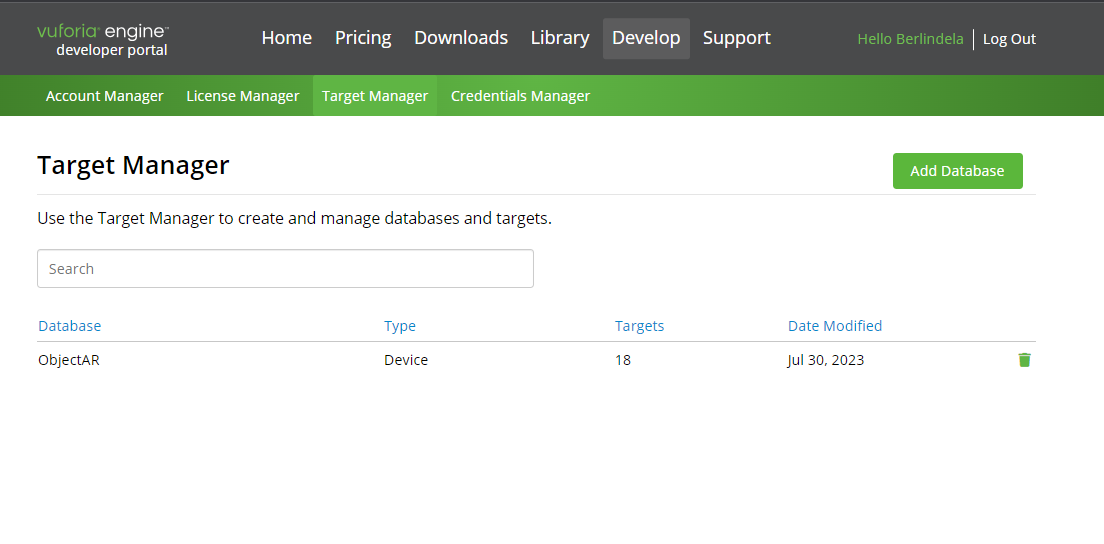 vuforia® engine™
developer portal
Home Pricing Downloads Library Develop Support
Hello Berlindela Log Out
Account Manager License Manager Target Manager Credentials Manager
Target Manager
Add Database
Use the Target Manager to create and manage databases and targets.
Search
Database Type Targets Date Modified
ObjectAR Device 18 Jul 30, 2023